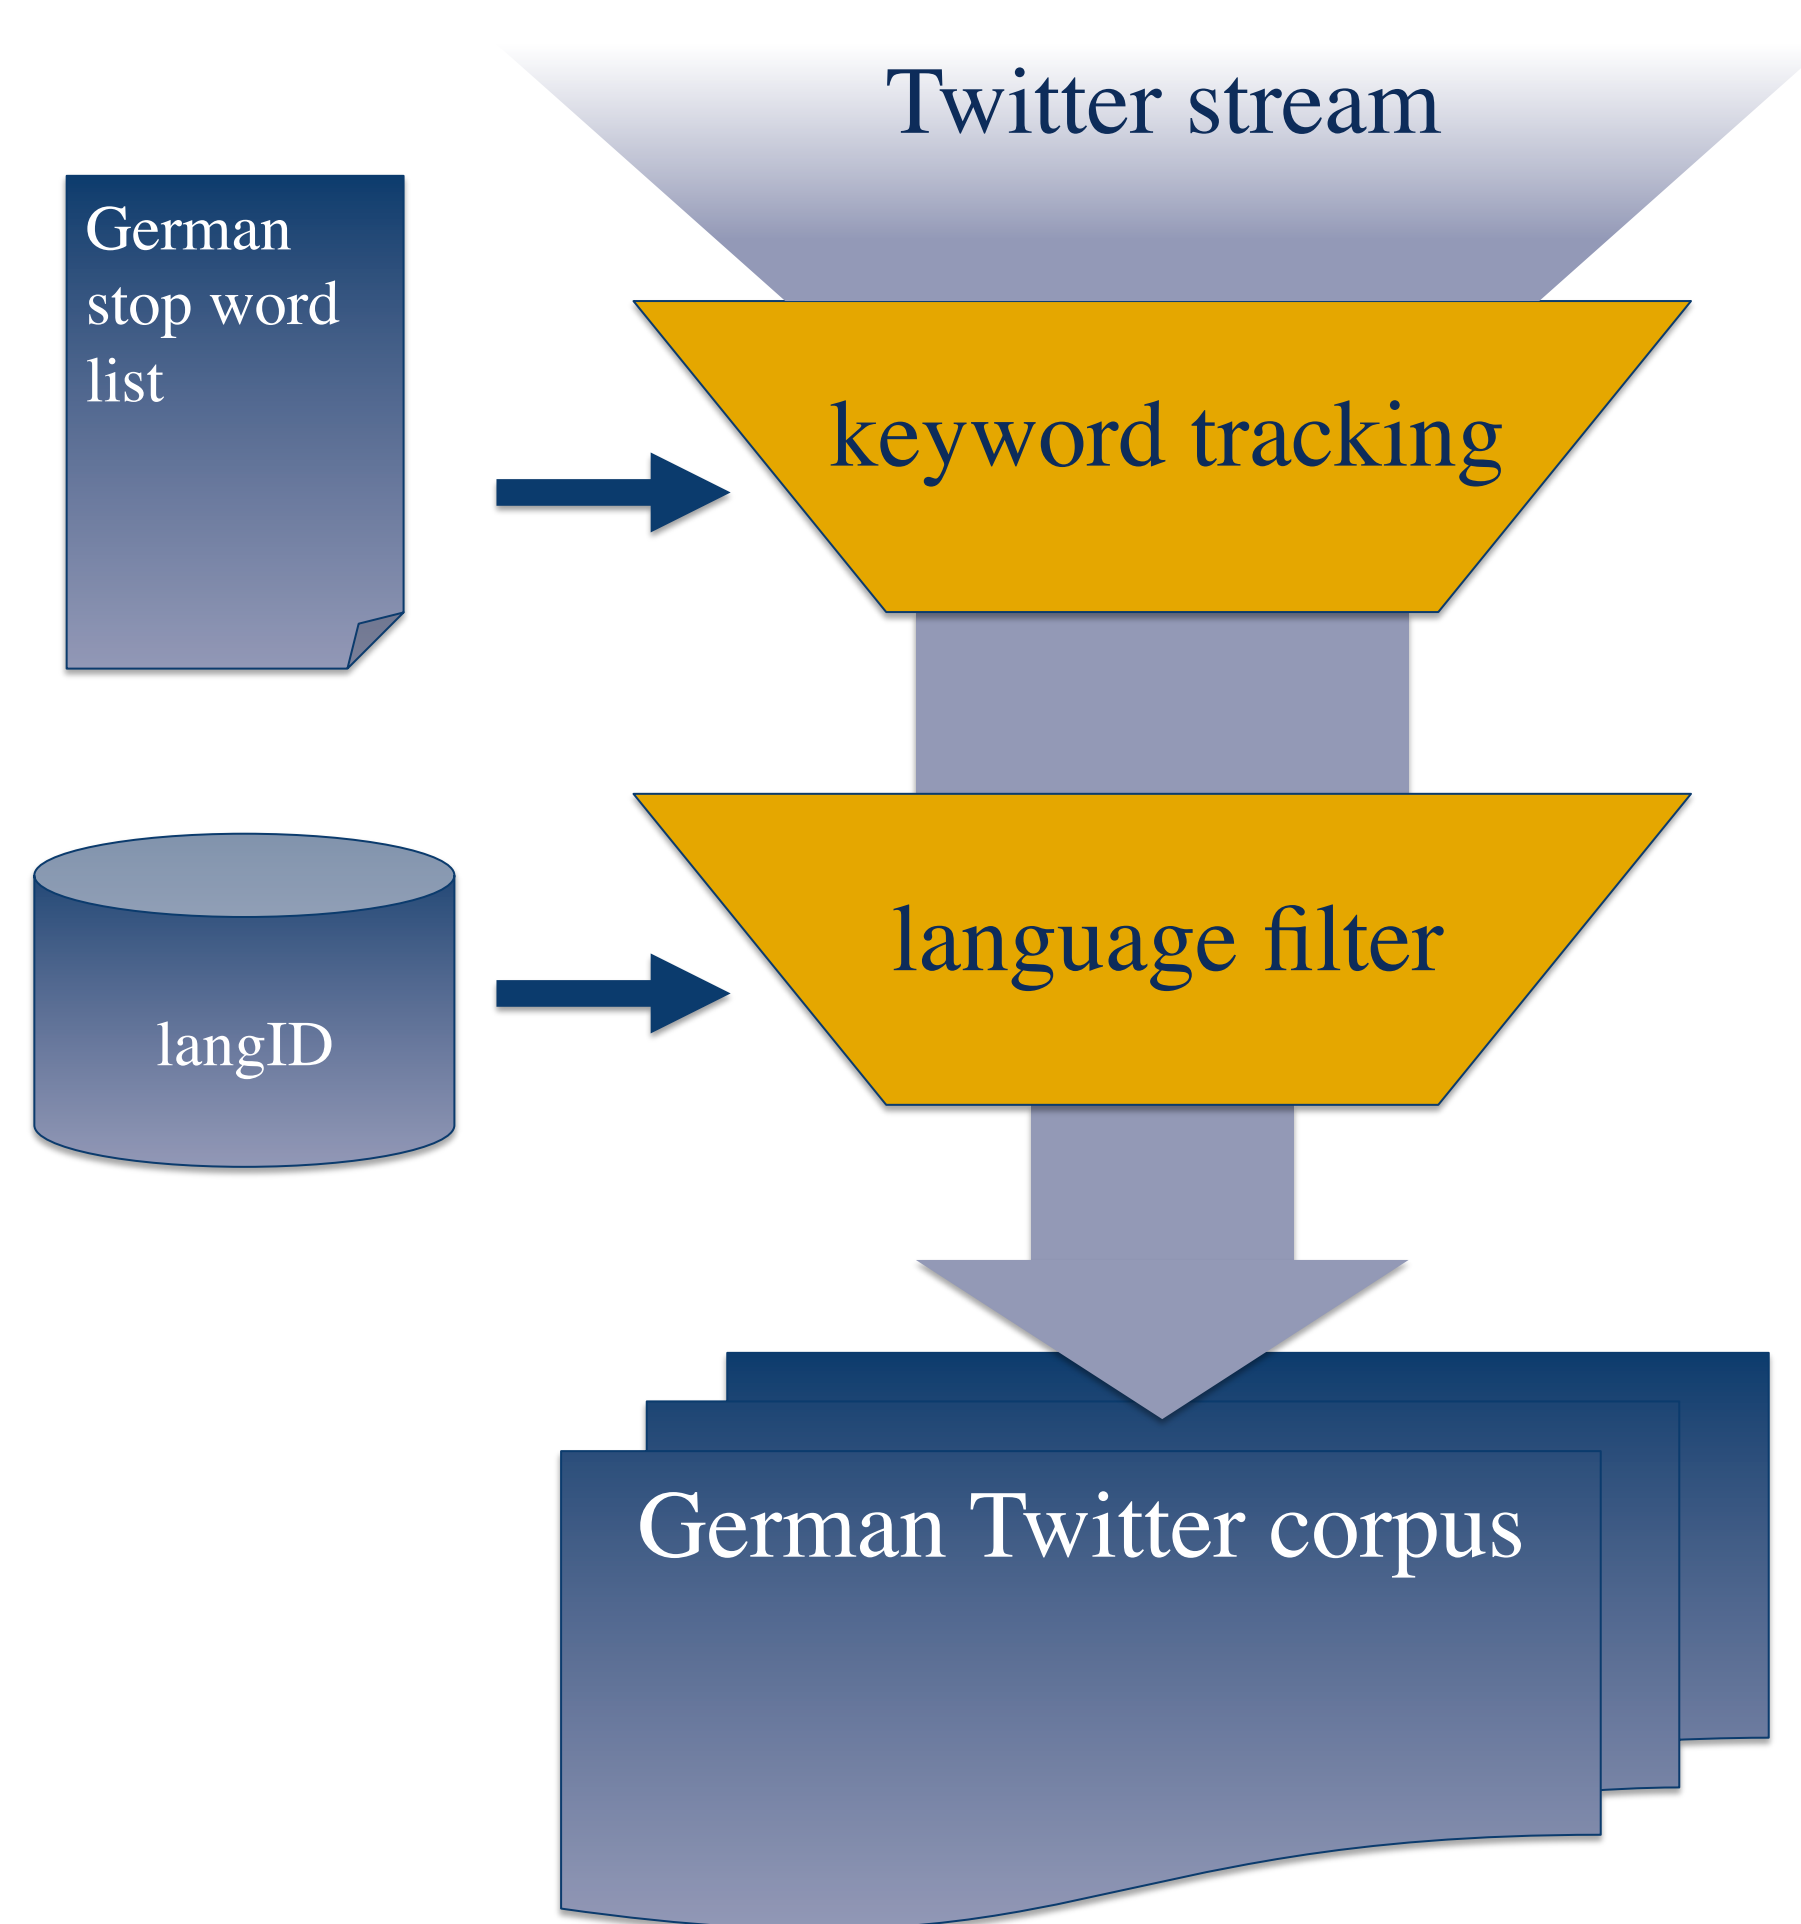 Twitter stream
German
stop word
list
keyword tracking
language filter
langID
German Twitter corpus